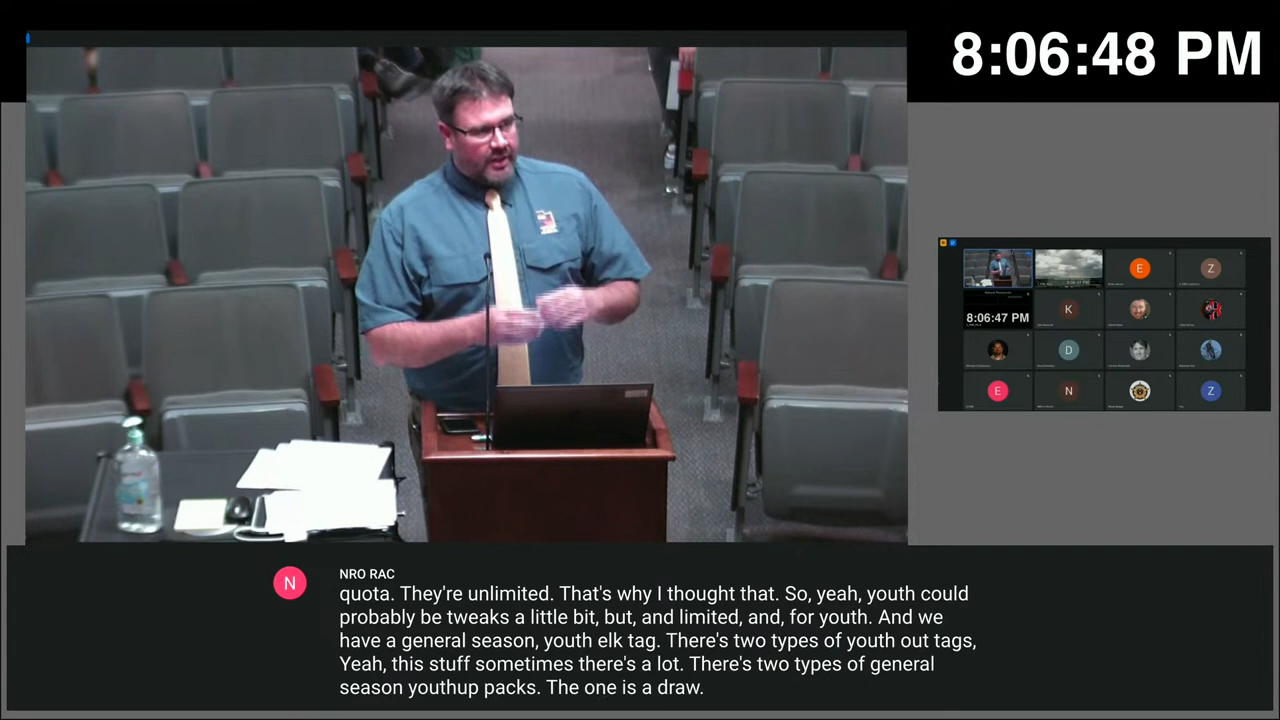 8:06:48 PM
8:06:47 PM
E
Z
K
D
E
N
Z
N
NRO RAC
quota. They're unlimited. That's why I thought that. So, yeah, youth could
probably be tweaks a little bit, but, and limited, and, for youth. And we
have a general season, youth elk tag. There's two types of youth out tags,
Yeah, this stuff sometimes there's a lot. There's two types of general
season youthup packs. The one is a draw.